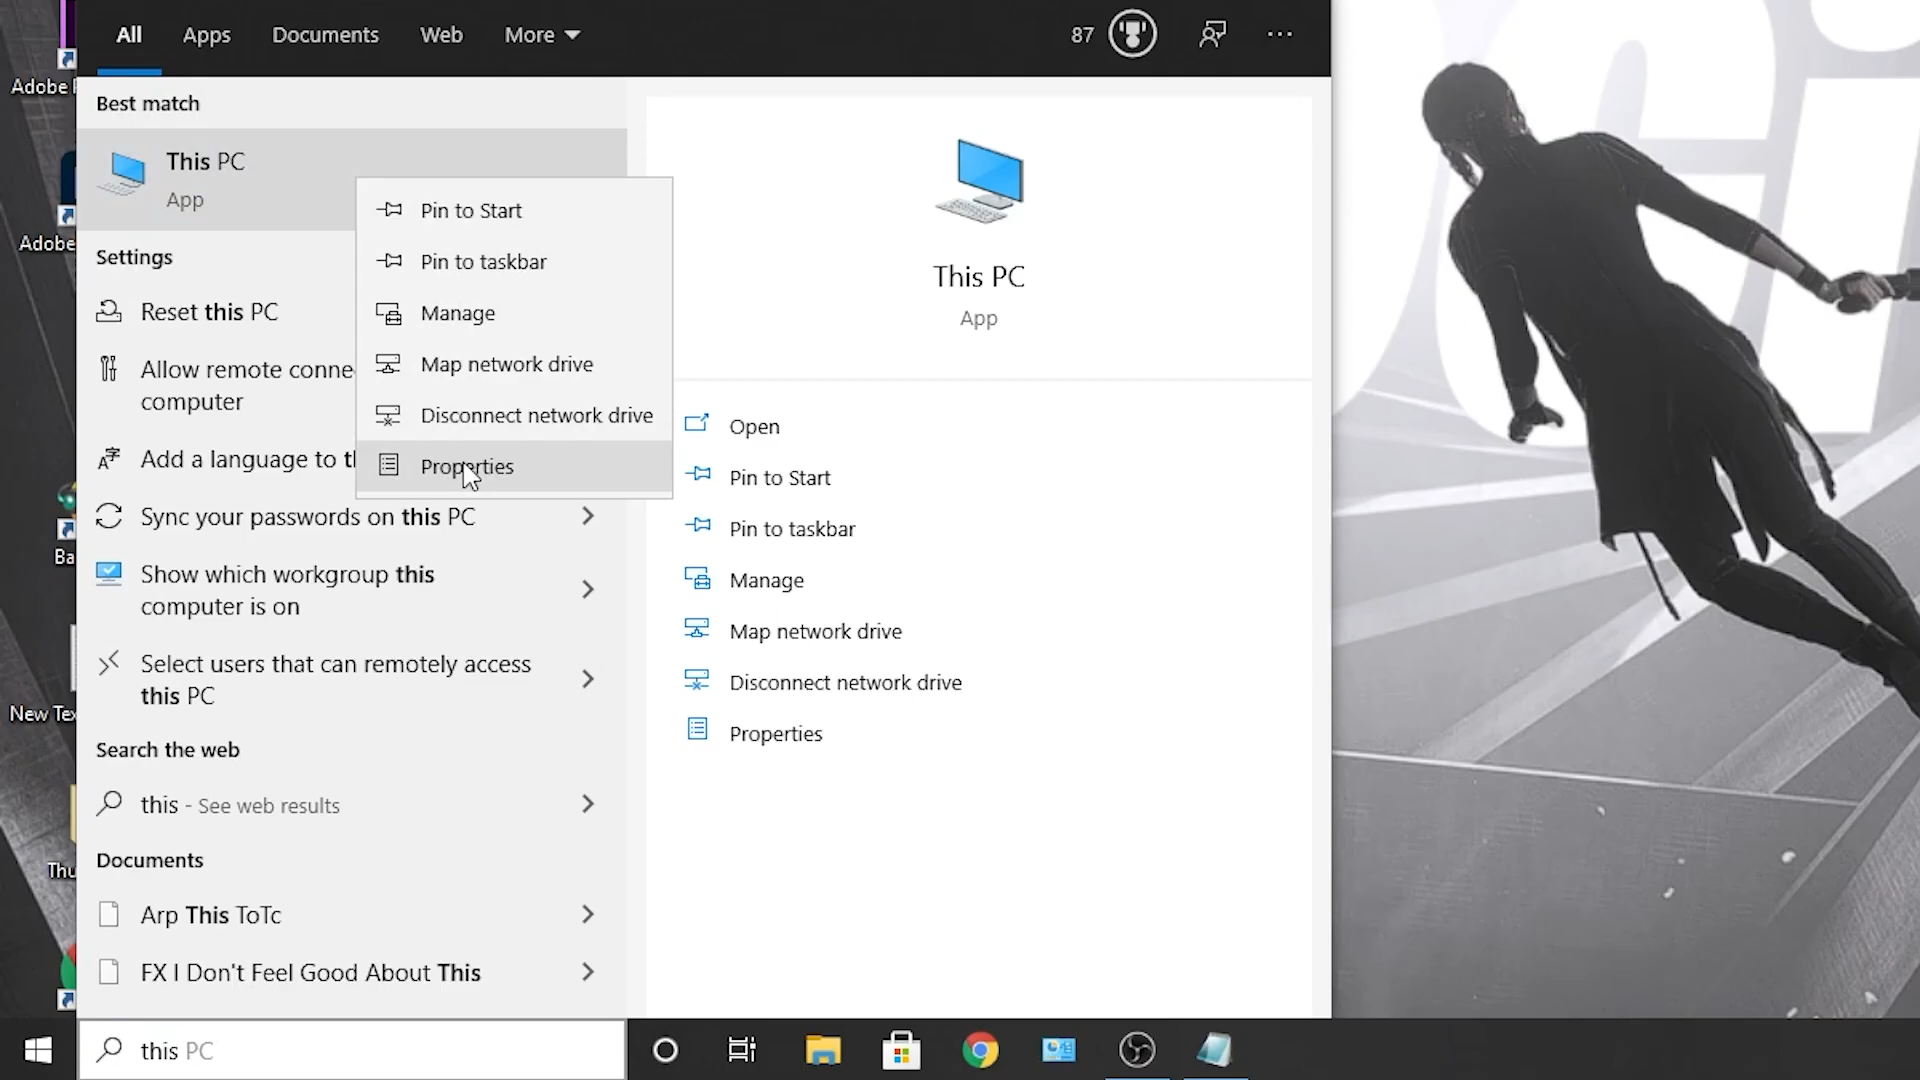 All Apps Documents Web More 87
Best match
This PC
App
Settings
Reset this PC
Allow remote conne
computer
Add a language to t
Sync your passwords on this PC
Show which workgroup this
computer is on
Select users that can remotely access
this PC
Search the web
this - See web results
Documents
Arp This ToTc
FX I Don't Feel Good About This
Pin to Start
Pin to taskbar
Manage
Map network drive
Disconnect network drive
Properties
This PC
App
Open
Pin to Start
Pin to taskbar
Manage
Map network drive
Disconnect network drive
Properties
Adobe
Adobe
Ba
New Tex
Thu
this PC